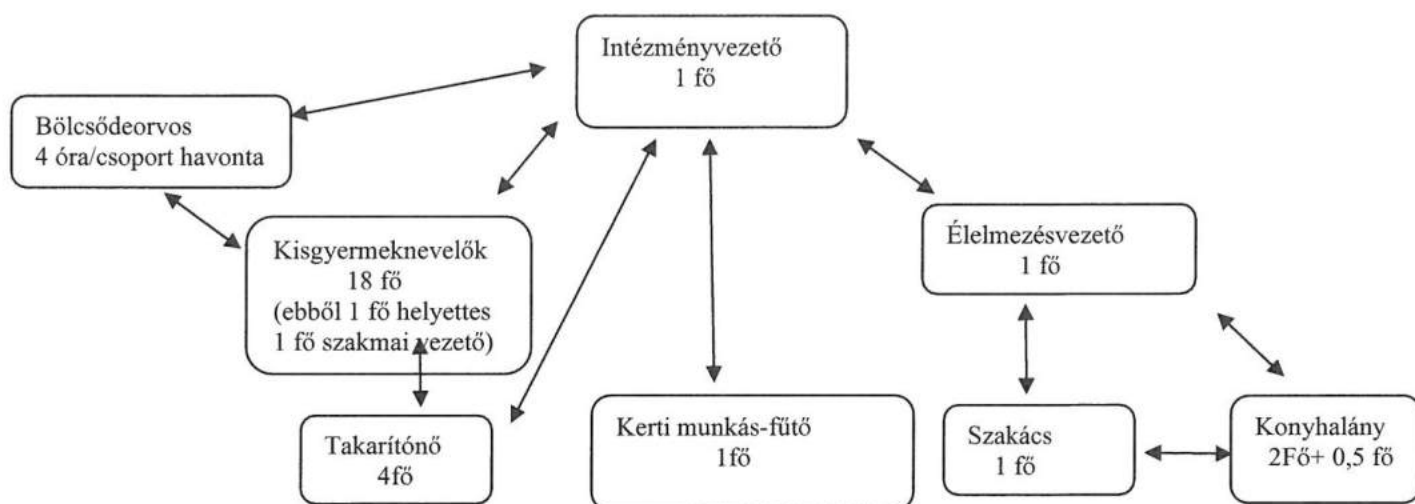 Intézményvezető
1 fő
Bölcsődeorvos
4 óra/csoport havonta
Kisgyermeknevelők
18 fő
(ebből 1 fő helyettes
1 fő szakmai vezető)
Élelmezésvezető
1 fő
Takarítónő
4fő
Kerti munkás-fűtő
1fő
Szakács
1 fő
Konyhalány
2Fő+ 0,5 fő